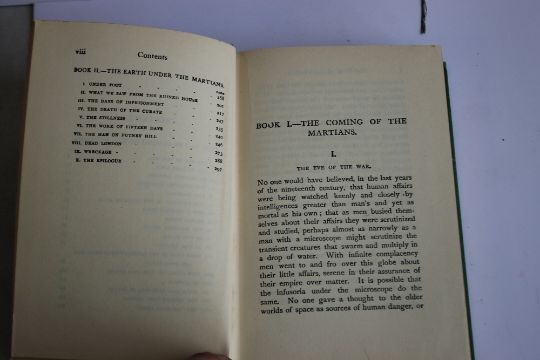 viii Contents
BOOK II.—THE EARTH UNDER THE MARTIANS.
PAGE
I. UNDER FOOT
II. WHAT WE SAW FROM THE RUINED HOUSE
III. THE DAYS OF IMPRISONMENT
IV. THE DEATH OF THE CURATE
V. THE STILLNESS
VI. THE WORK OF FIFTEEN DAYS
VII. THE MAN ON PUTNEY HILL
VIII. DEAD LONDON
IX. WRECKAGE
X. THE EPILOGUE 297
BOOK I.—THE COMING OF THE
MARTIANS.
I.
THE EVE OF THE WAR.
No one would have believed, in the last years
of the nineteenth century, that human affairs
were being watched keenly and closely by
intelligences greater than man's and yet as
mortal as his own; that as men busied them-
selves about their affairs they were scrutinized
and studied, perhaps almost as narrowly as a
man with a microscope might scrutinize the
transient creatures that swarm and multiply in
a drop of water. With infinite complacency
men went to and fro over this globe about
their little affairs, serene in their assurance of
their empire over matter. It is possible that
the infusoria under the microscope do the
same. No one gave a thought to the older
worlds of space as sources of human danger, or